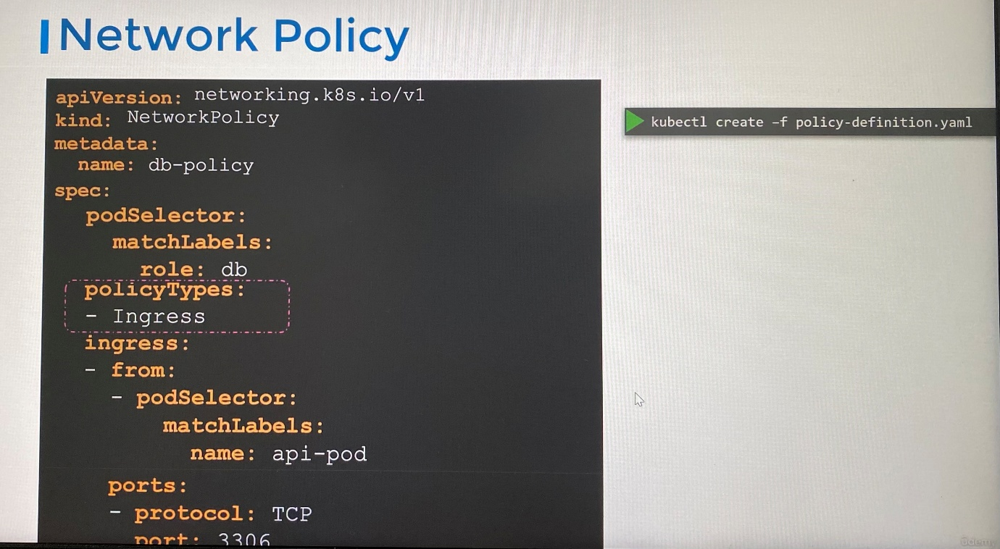 Network Policy
apiVersion: networking.k8s.io/v1
kind: NetworkPolicy
metadata:
  name: db-policy
spec:
  podSelector:
    matchLabels:
      role: db
  policyTypes:
  - Ingress
  ingress:
  - from:
    - podSelector:
        matchLabels:
          name: api-pod
    ports:
    - protocol: TCP
      port: 3306
kubectl create -f policy-definition.yaml
Udemy